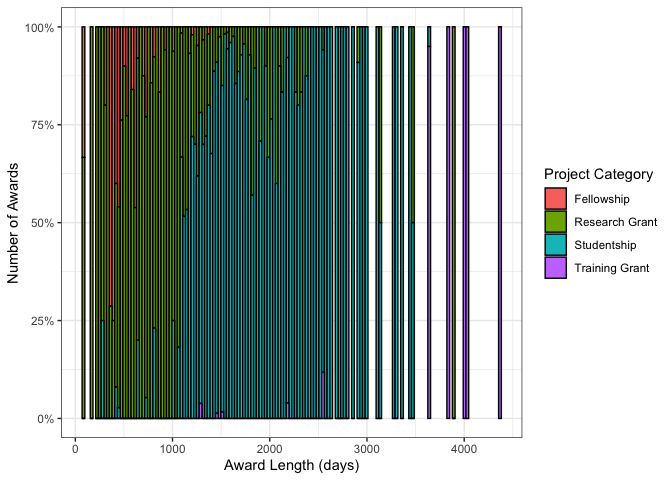 100%
75%
50%
25%
0%
Number of Awards
0
1000
2000
3000
4000
Award Length (days)
Project Category
Fellowship
Research Grant
Studentship
Training Grant